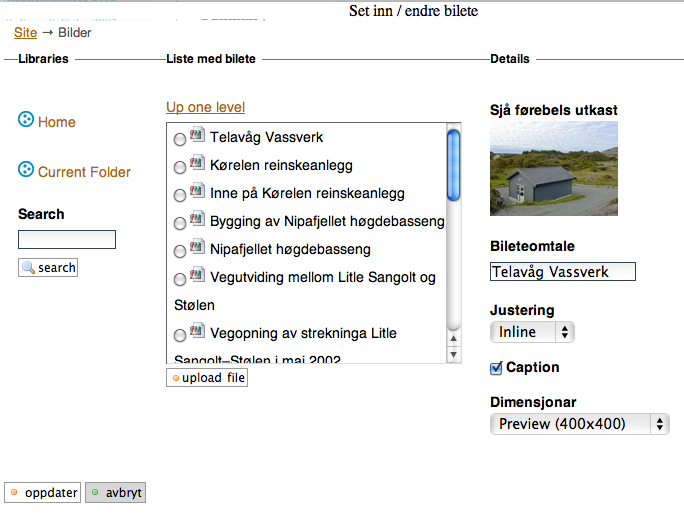 Set inn / endre bilete
Site → Bilder
Libraries
Liste med bilete
Details
Home
Current Folder
Search
search
Up one level
Telavåg Vassverk
Kørelen reinskeanlegg
Inne på Kørelen reinskeanlegg
Bygging av Nipafjellet høgdebasseng
Nipafjellet høgdebasseng
Vegutviding mellom Litle Sangolt og
Stølen
Vegopning av strekninga Litle
Sangolt–Stølen i mai 2002
upload file
Sjå førebels utkast
Bileteomtale
Telavåg Vassverk
Justering
Inline
Caption
Dimensjonar
Preview (400x400)
oppdater
avbryt